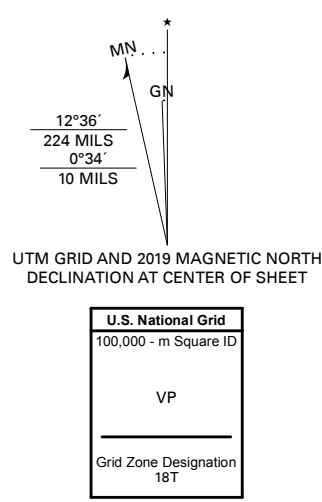 ★
MN
GN
12°36´
224 MILS
0°34´
10 MILS
UTM GRID AND 2019 MAGNETIC NORTH
DECLINATION AT CENTER OF SHEET
U.S. National Grid
100,000 - m Square ID
VP
Grid Zone Designation
18T